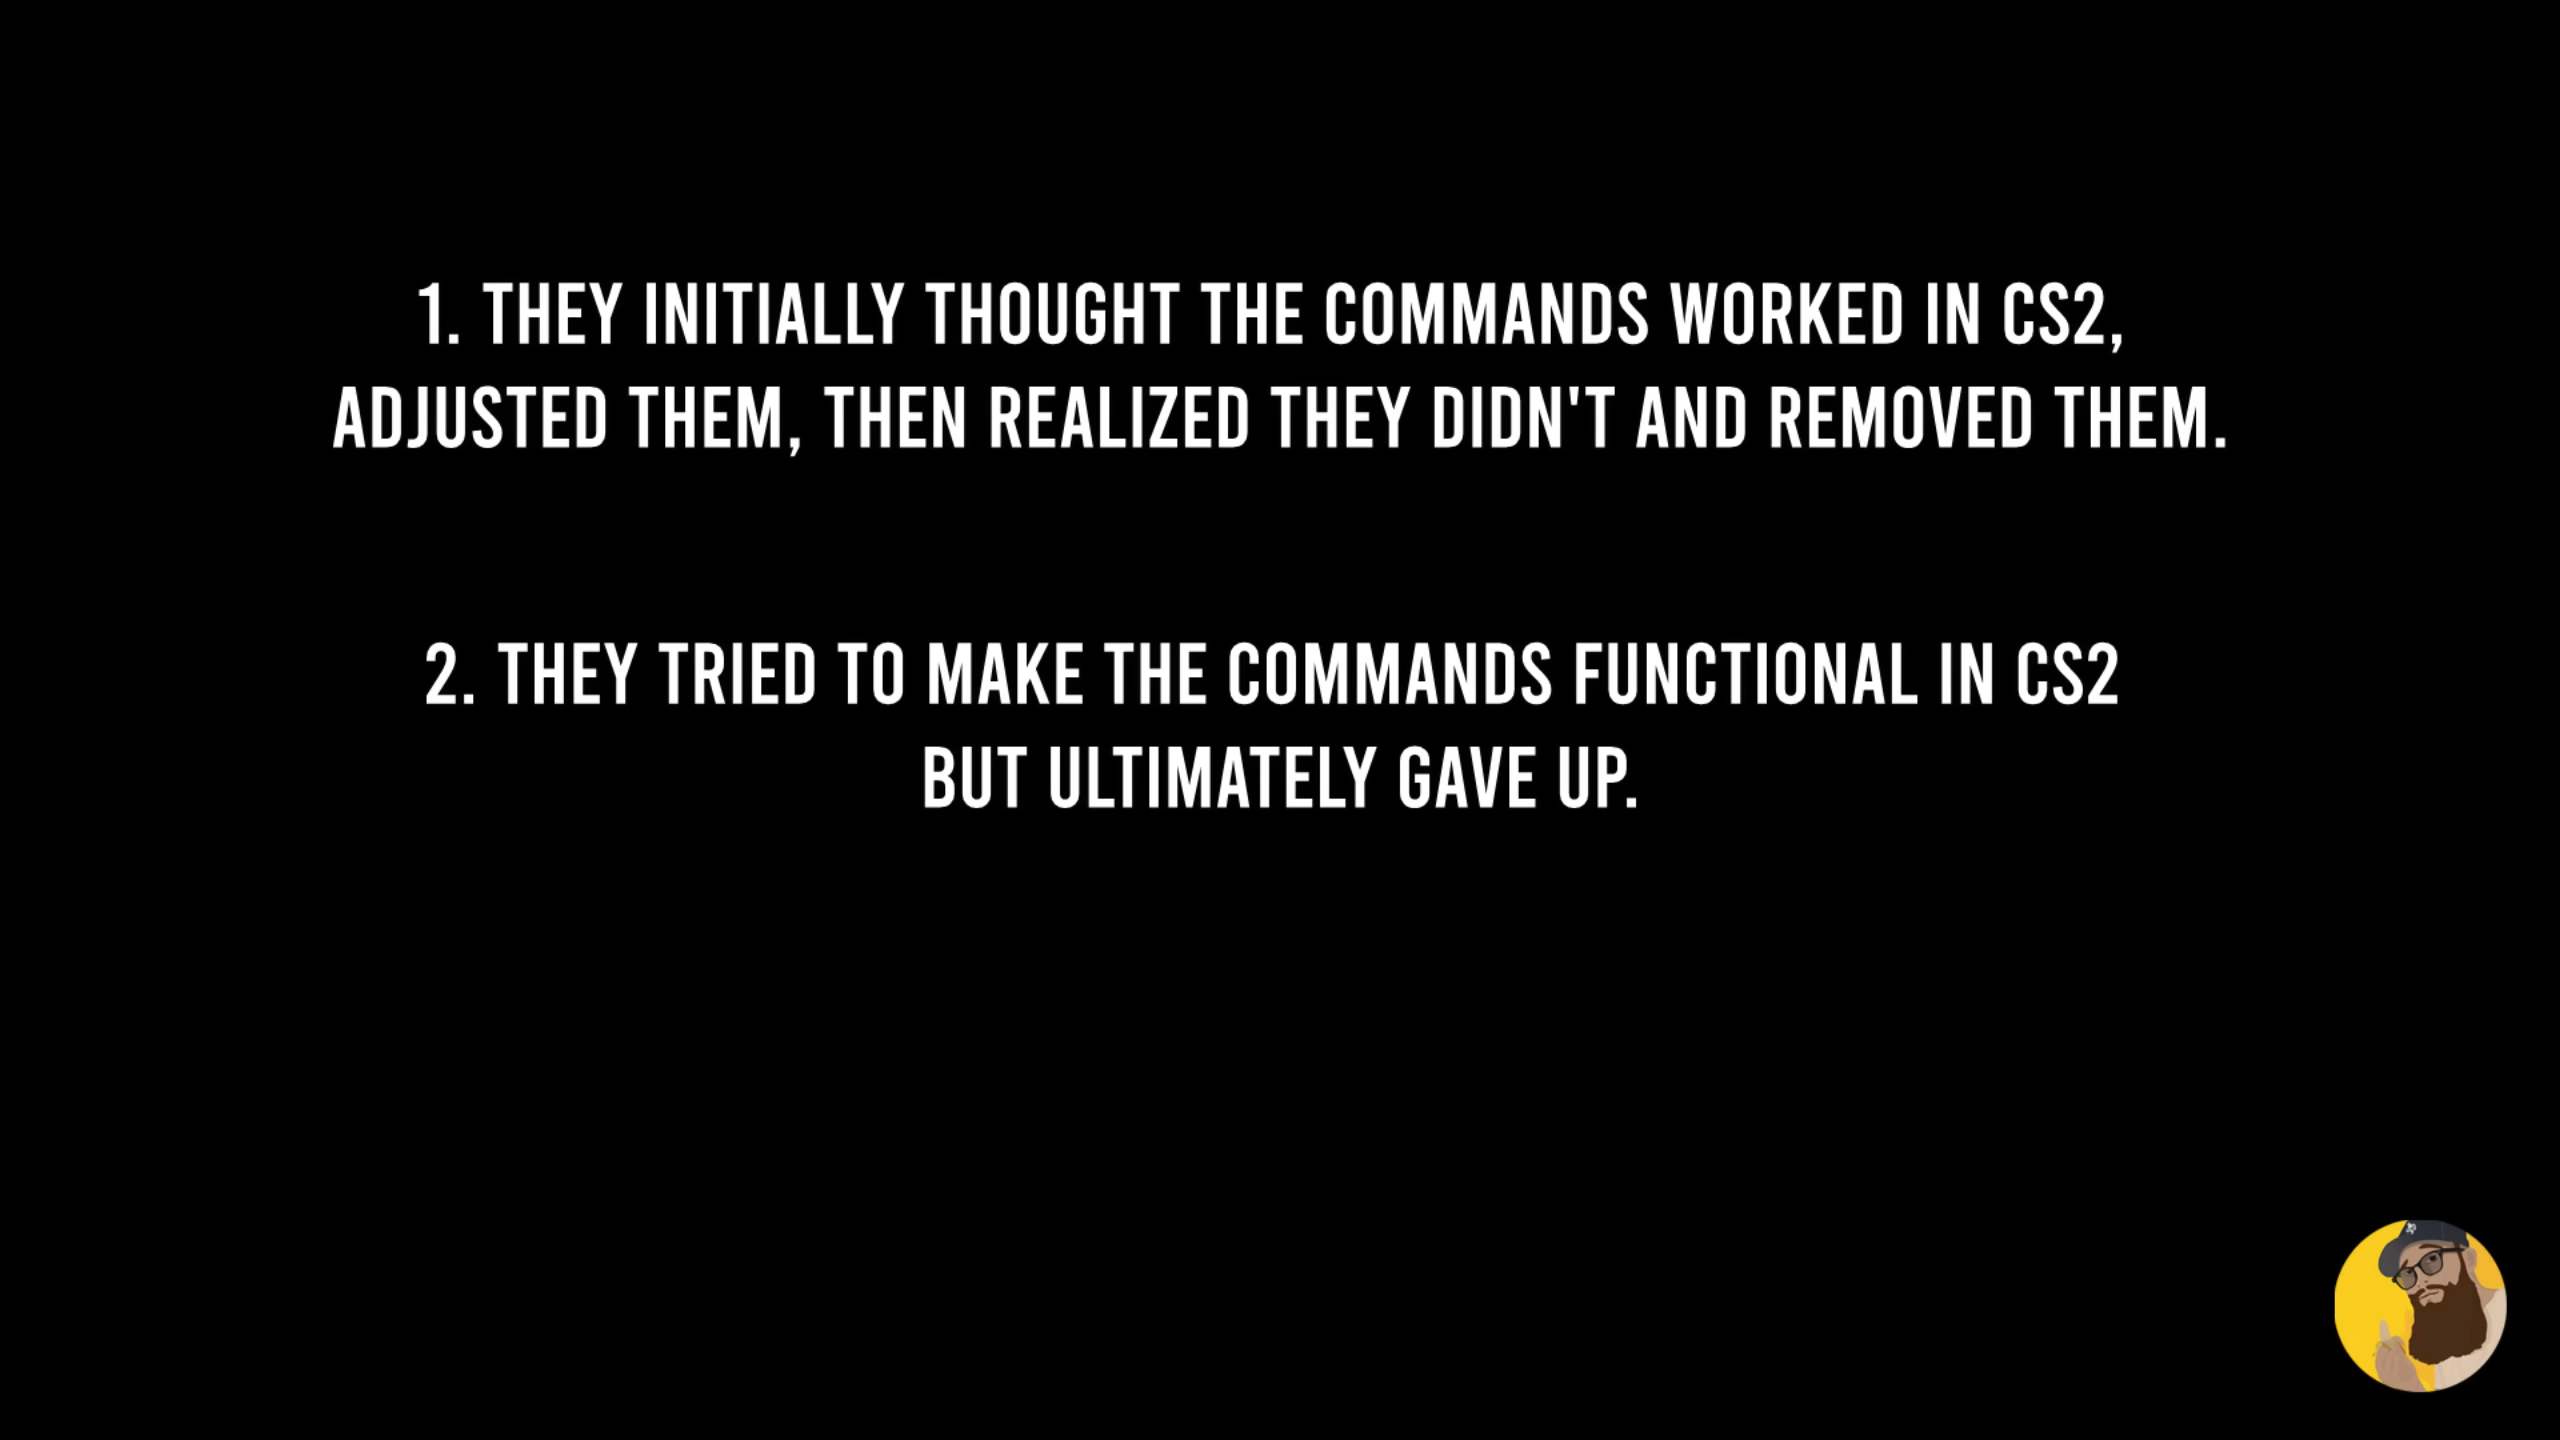 1. THEY INITIALLY THOUGHT THE COMMANDS WORKED IN CS2,
ADJUSTED THEM, THEN REALIZED THEY DIDN'T AND REMOVED THEM.
2. THEY TRIED TO MAKE THE COMMANDS FUNCTIONAL IN CS2
BUT ULTIMATELY GAVE UP.